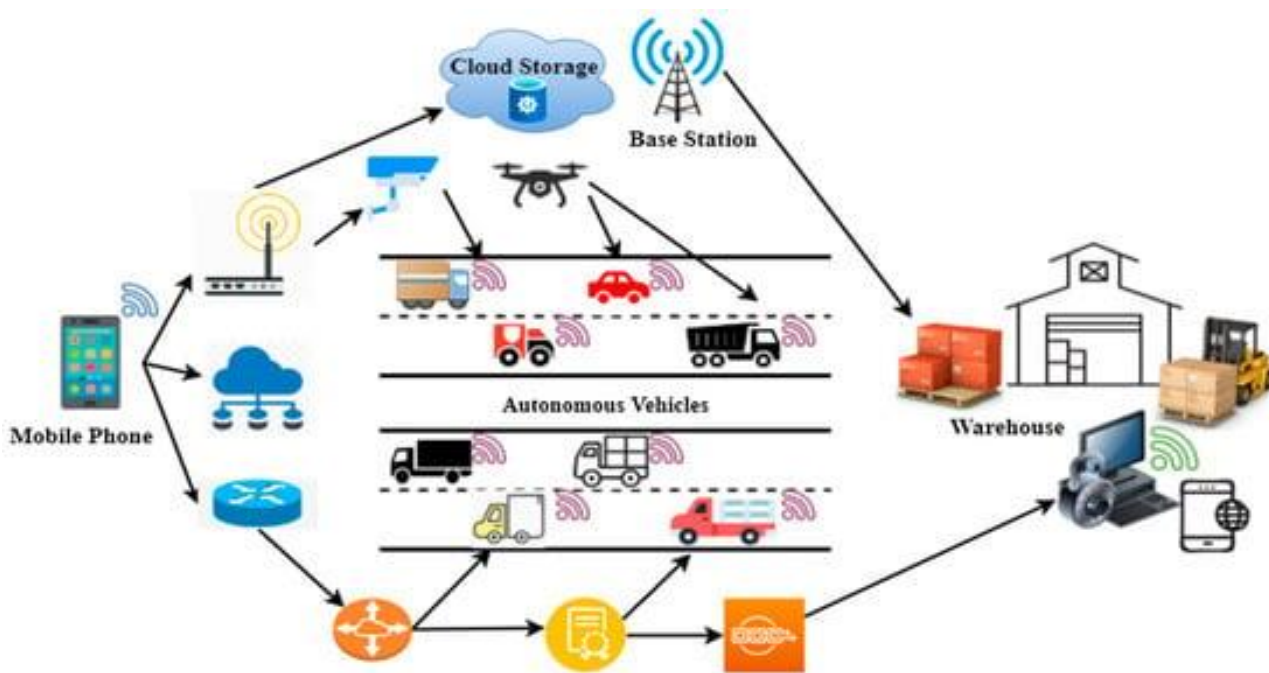 Cloud Storage
Base Station
Mobile Phone
Autonomous Vehicles
Warehouse